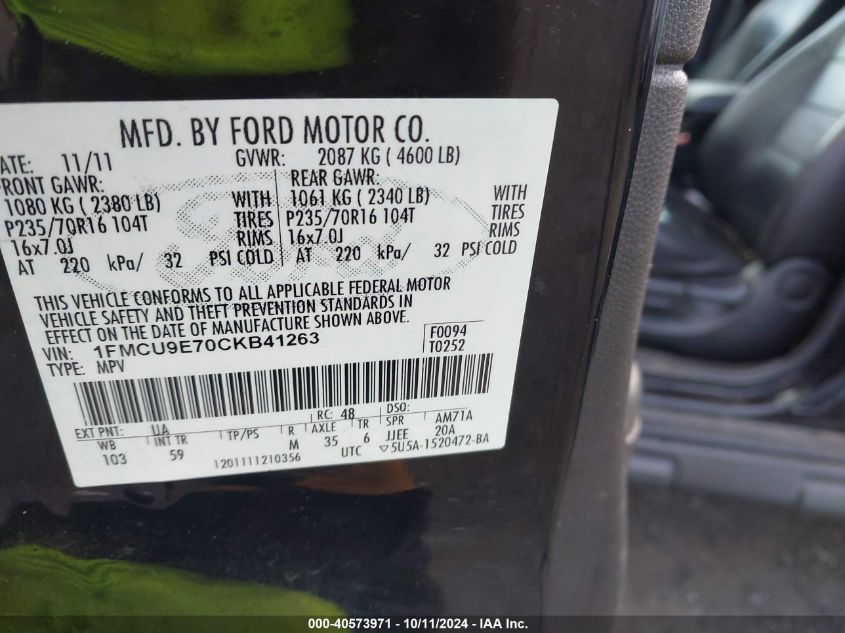 MFD. BY FORD MOTOR CO.
DATE: 11/11 GVWR: 2087 KG ( 4600 LB)
FRONT GAWR: REAR GAWR:
1080 KG ( 2380 LB) WITH 1061 KG ( 2340 LB) WITH
P235/70R16 104T TIRES P235/70R16 104T TIRES
16x7.0J RIMS 16x7.0J RIMS
AT 220 kPa/ 32 PSI COLD AT 220 kPa/ 32 PSI COLD
THIS VEHICLE CONFORMS TO ALL APPLICABLE FEDERAL MOTOR
VEHICLE SAFETY AND THEFT PREVENTION STANDARDS IN
EFFECT ON THE DATE OF MANUFACTURE SHOWN ABOVE.
VIN: 1FMCU9E70CKB41263 F0094
TYPE: MPV T0252
EXT PNT: UA RC: 48 DSO:
WB INT TR TP/PS R AXLE TR SPR AM71A
103 59 M 35 6 JJEE 20A
1201111210356 UTC ▽5U5A-1520472-BA
000-40573971 - 10/11/2024 - IAA Inc.